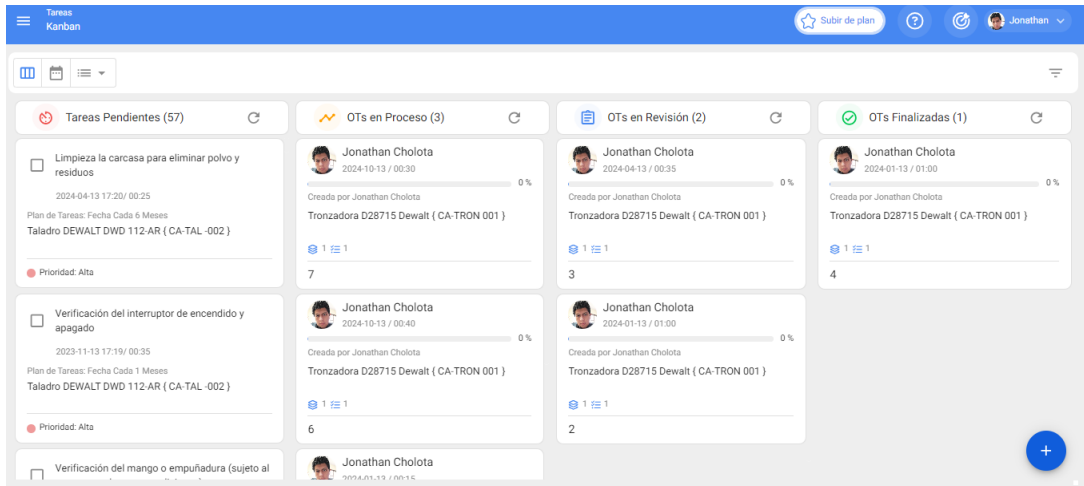 Tareas
Kanban
Subir de plan
Jonathan
Tareas Pendientes (57)
Limpieza la carcasa para eliminar polvo y
residuos
2024-04-13 17:20/ 00:25
Plan de Tareas: Fecha Cada 6 Meses
Taladro DEWALT DWD 112-AR { CA-TAL -002 }
Prioridad: Alta
Verificación del interruptor de encendido y
apagado
2023-11-13 17:19/ 00:35
Plan de Tareas: Fecha Cada 1 Meses
Taladro DEWALT DWD 112-AR { CA-TAL -002 }
Prioridad: Alta
Verificación del mango o empuñadura (sujeto al
OTs en Proceso (3)
Jonathan Cholota
2024-10-13 / 00:30
0 %
Creada por Jonathan Cholota
Tronzadora D28715 Dewalt { CA-TRON 001 }
1 1
7
Jonathan Cholota
2024-10-13 / 00:40
0 %
Creada por Jonathan Cholota
Tronzadora D28715 Dewalt { CA-TRON 001 }
1 1
6
Jonathan Cholota
2024-01-13 / 00:15
OTs en Revisión (2)
Jonathan Cholota
2024-04-13 / 00:35
0 %
Creada por Jonathan Cholota
Tronzadora D28715 Dewalt { CA-TRON 001 }
1 1
3
Jonathan Cholota
2024-01-13 / 01:00
0 %
Creada por Jonathan Cholota
Tronzadora D28715 Dewalt { CA-TRON 001 }
1 1
2
OTs Finalizadas (1)
Jonathan Cholota
2024-01-13 / 01:00
0 %
Creada por Jonathan Cholota
Tronzadora D28715 Dewalt { CA-TRON 001 }
1 1
4